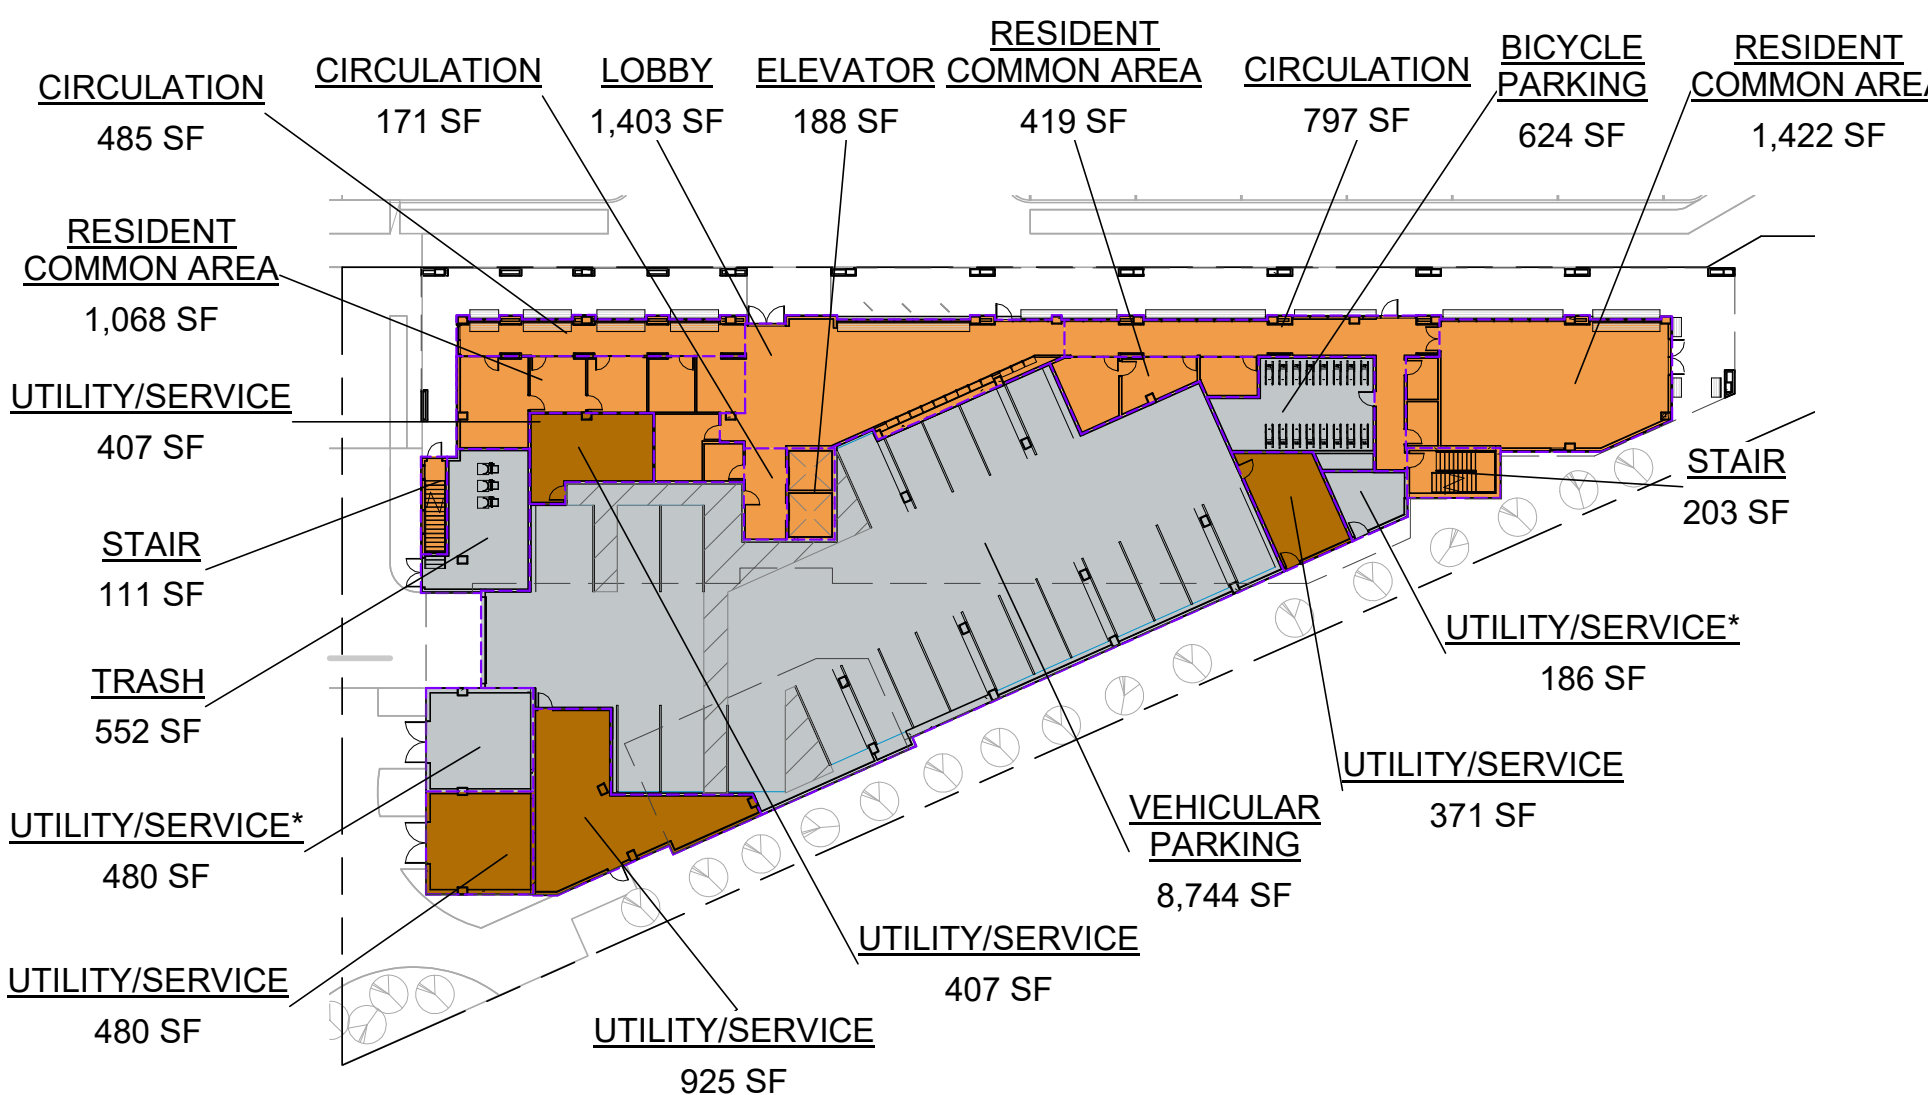 CIRCULATION
485 SF
CIRCULATION
171 SF
LOBBY
1,403 SF
ELEVATOR
188 SF
RESIDENT
COMMON AREA
419 SF
CIRCULATION
797 SF
BICYCLE
PARKING
624 SF
RESIDENT
COMMON AREA
1,422 SF
RESIDENT
COMMON AREA
1,068 SF
UTILITY/SERVICE
407 SF
STAIR
111 SF
TRASH
552 SF
UTILITY/SERVICE*
480 SF
UTILITY/SERVICE
480 SF
UTILITY/SERVICE
925 SF
UTILITY/SERVICE
407 SF
VEHICULAR
PARKING
8,744 SF
UTILITY/SERVICE
371 SF
UTILITY/SERVICE*
186 SF
STAIR
203 SF